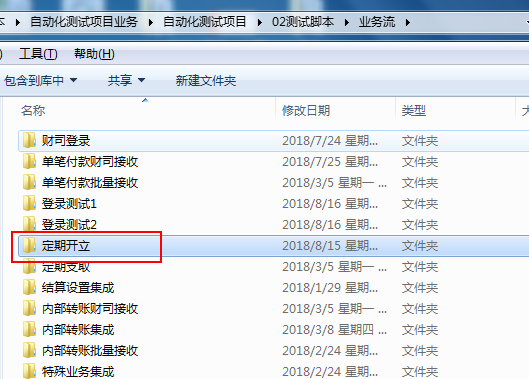 自动化测试项目业务 ▸ 自动化测试项目 ▸ 02测试脚本 ▸ 业务流 ▸
工具(T) 帮助(H)
包含到库中 共享 新建文件夹
名称 修改日期 类型
财司登录 2018/7/24 星期... 文件夹
单笔付款财司接收 2018/7/25 星期... 文件夹
单笔付款批量接收 2018/3/5 星期一 ... 文件夹
登录测试1 2018/8/16 星期... 文件夹
登录测试2 2018/8/16 星期... 文件夹
定期开立 2018/8/15 星期... 文件夹
定期支取 2018/3/5 星期一 ... 文件夹
结算设置集成 2018/1/29 星期... 文件夹
内部转账财司接收 2018/3/6 星期二 ... 文件夹
内部转账集成 2018/3/8 星期四 ... 文件夹
内部转账批量接收 2018/2/24 星期... 文件夹
特殊业务集成 2018/2/24 星期... 文件夹